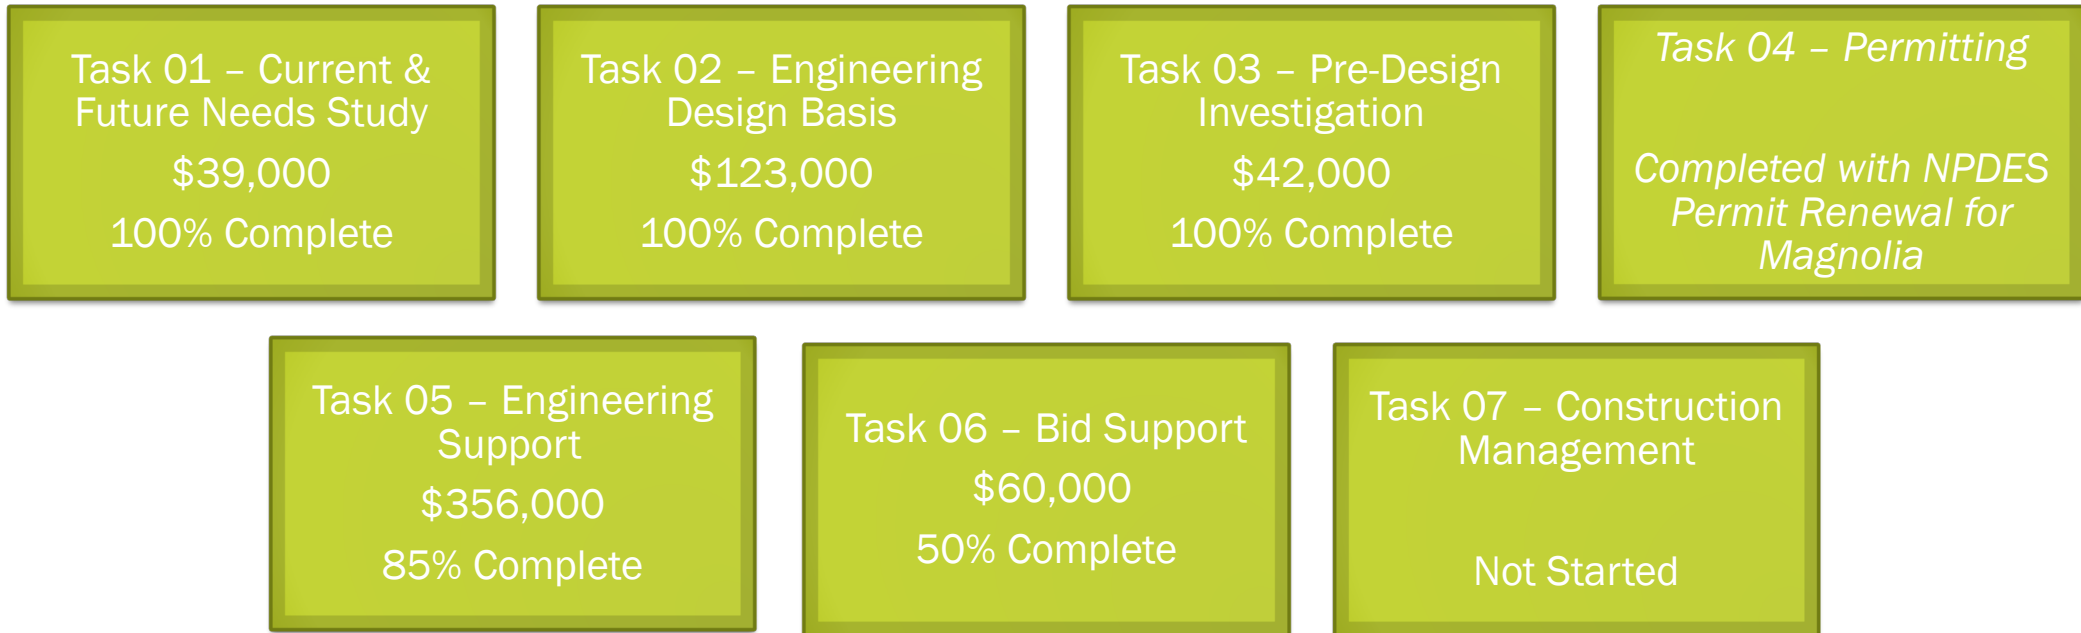 Task 01 – Current &
Future Needs Study
$39,000
100% Complete
Task 02 – Engineering
Design Basis
$123,000
100% Complete
Task 03 – Pre-Design
Investigation
$42,000
100% Complete
Task 04 – Permitting
Completed with NPDES
Permit Renewal for
Magnolia
Task 05 – Engineering
Support
$356,000
85% Complete
Task 06 – Bid Support
$60,000
50% Complete
Task 07 – Construction
Management
Not Started